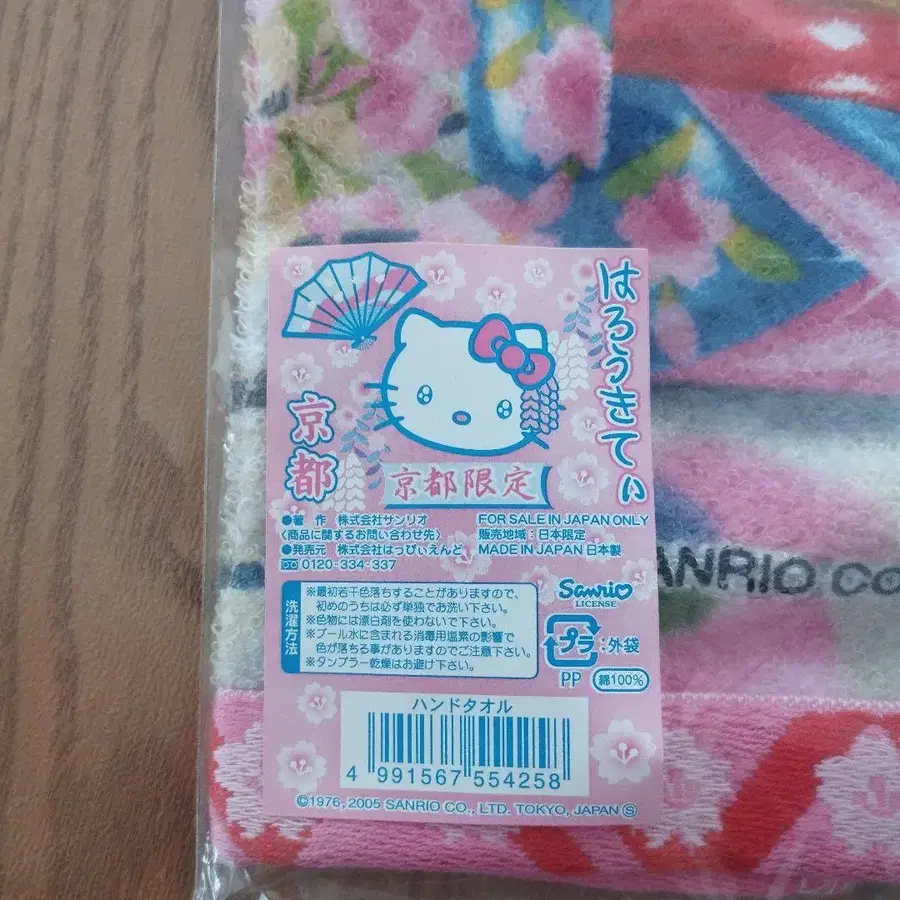 はろうきてぃ
京都
京都限定
●著 作 株式会社サンリオ
〈商品に関するお問い合わせ先〉
●発売元 株式会社はっぴぃえんど
0120-334-337
FOR SALE IN JAPAN ONLY
販売地域：日本限定
MADE IN JAPAN 日本製
洗濯方法
※最初若干色落ちすることがありますので、
初めのうちは必ず単独でお洗い下さい。
※色物には漂白剤を使わないで下さい。
※プール水に含まれる消毒用塩素の影響で
色が落ちる事がありますのでご注意下さい。
※タンブラー乾燥はお避け下さい。
Sanrio
LICENSE
プラ：外袋
PP 綿100%
ハンドタオル
4 991567 554258
©1976, 2005 SANRIO CO., LTD. TOKYO, JAPAN Ⓢ
ANRIO CO